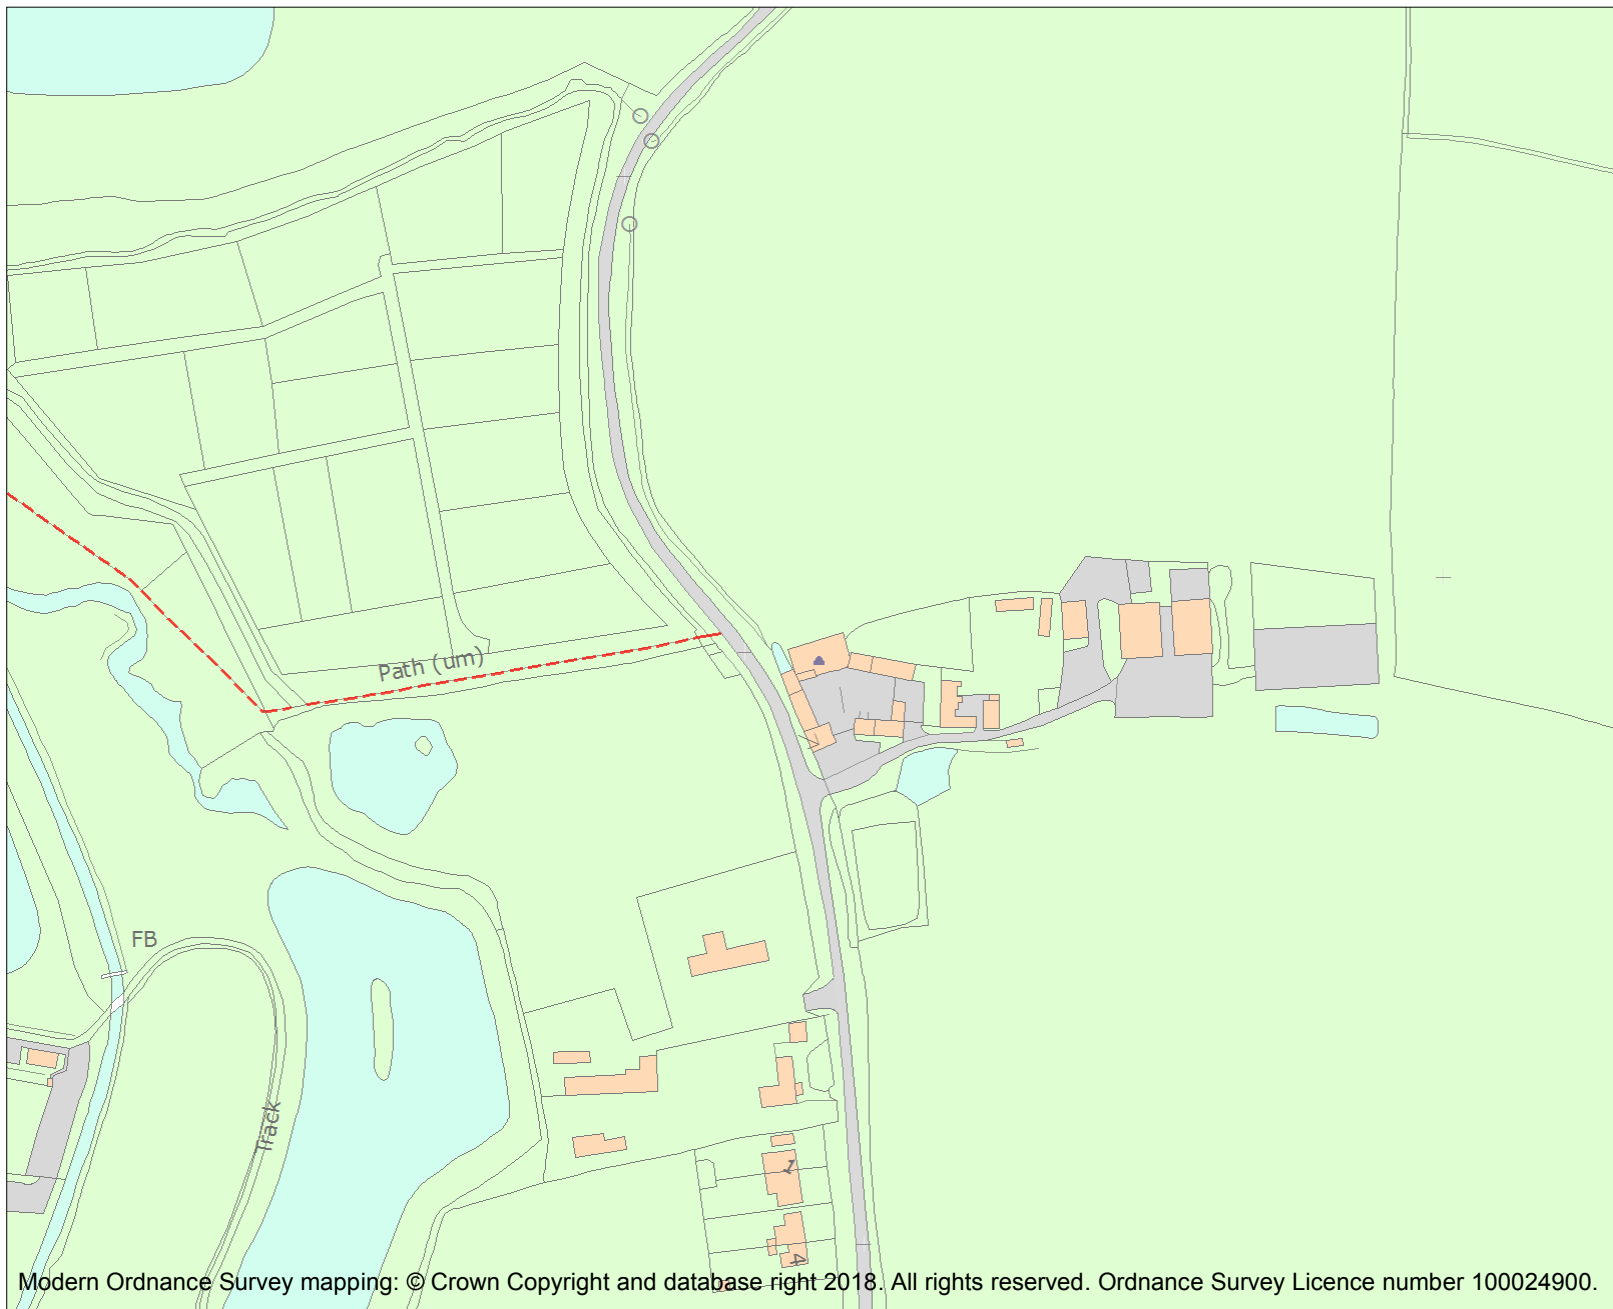 Path (um)
FB
Track
1
4
Modern Ordnance Survey mapping: © Crown Copyright and database right 2018. All rights reserved. Ordnance Survey Licence number 100024900.